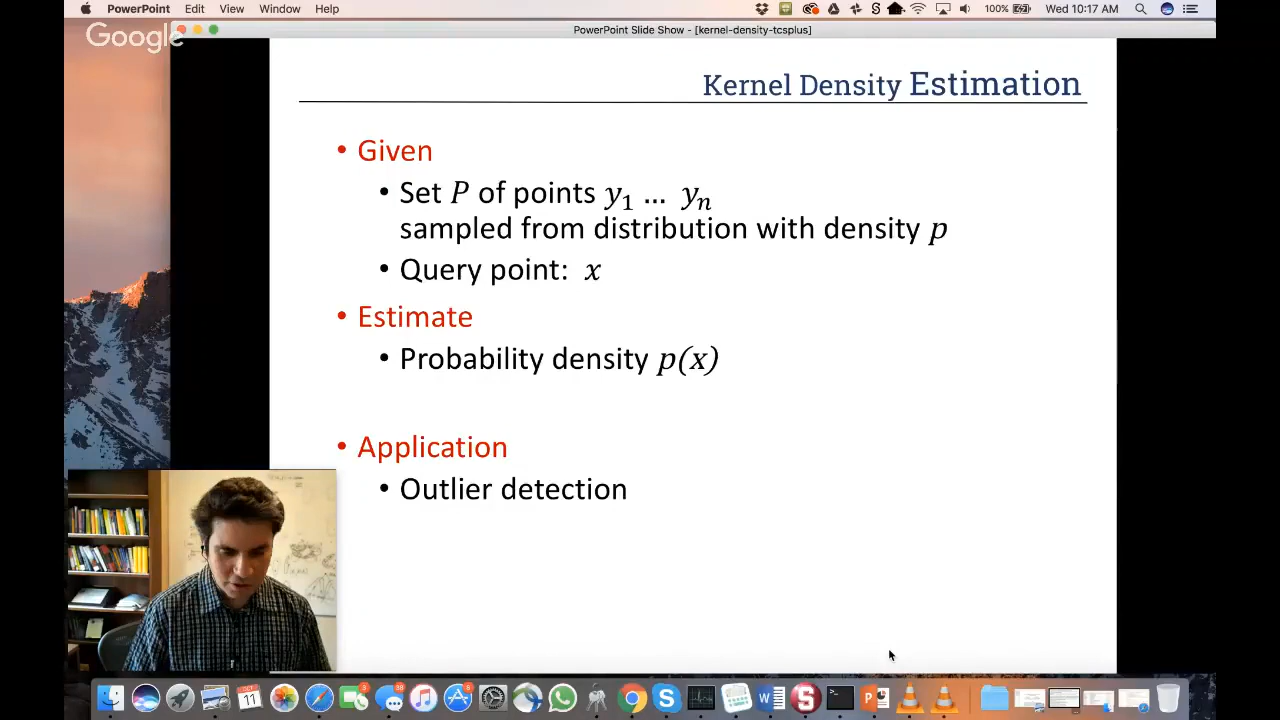 PowerPoint Edit View Window Help 100% Wed 10:17 AM
Google
PowerPoint Slide Show - [kernel-density-tcsplus]
Kernel Density Estimation
• Given
• Set P of points y₁ … yₙ
sampled from distribution with density p
• Query point: x
• Estimate
• Probability density p(x)
• Application
• Outlier detection